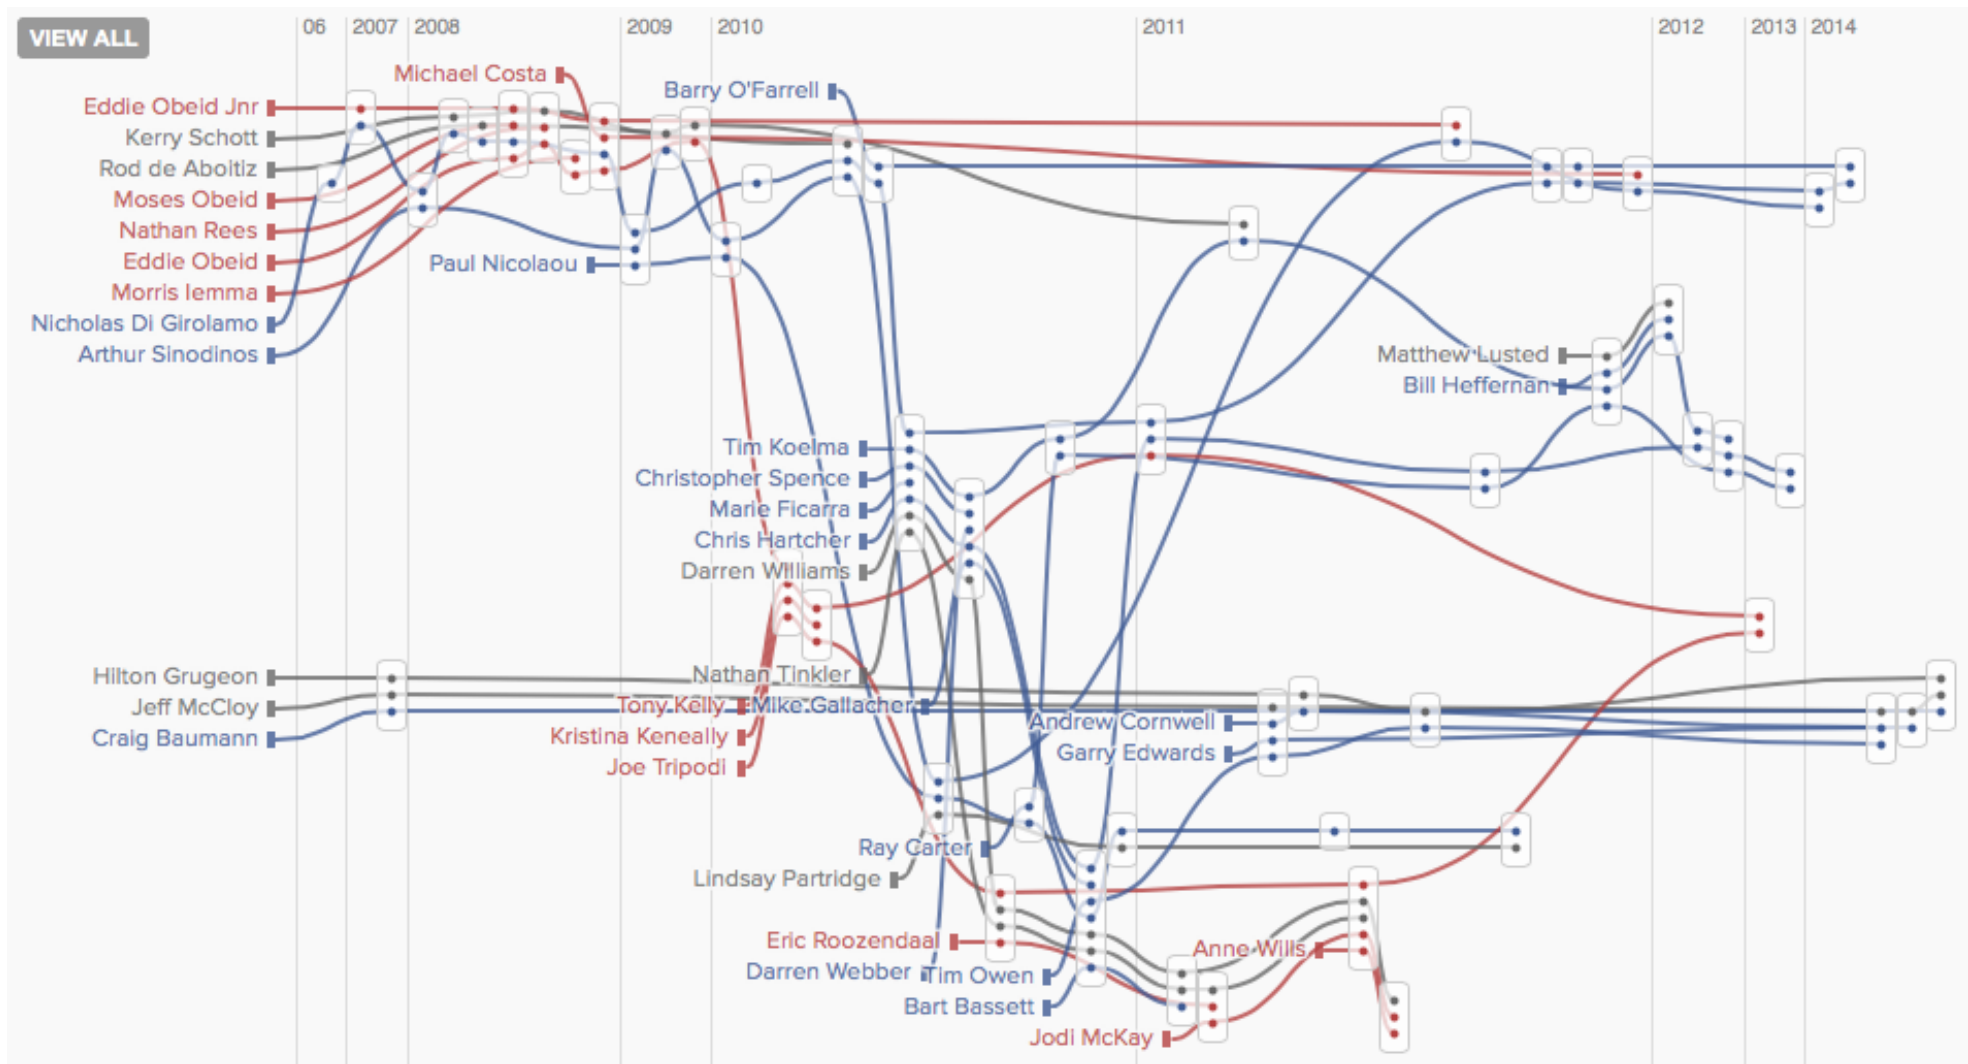 VIEW ALL
06
2007
2008
2009
2010
2011
2012
2013
2014
Michael Costa
Barry O'Farrell
Eddie Obeid Jnr
Kerry Schott
Rod de Aboltiz
Moses Obeid
Nathan Rees
Eddie Obeid
Paul Nicolaou
Morris Iemma
Nicholas Di Girolamo
Arthur Sinodinos
Matthew Lusted
Bill Heffernan
Tim Koelma
Christopher Spence
Marie Ficarra
Chris Hartcher
Darren Williams
Hilton Grugeon
Nathan Tinkler
Jeff McCloy
Tony Kelly
Mike Gallacher
Andrew Cornwell
Craig Baumann
Kristina Keneally
Garry Edwards
Joe Tripodi
Ray Carter
Lindsay Partridge
Eric Roozendaal
Anne Wills
Darren Webber
Tim Owen
Bart Bassett
Jodi McKay